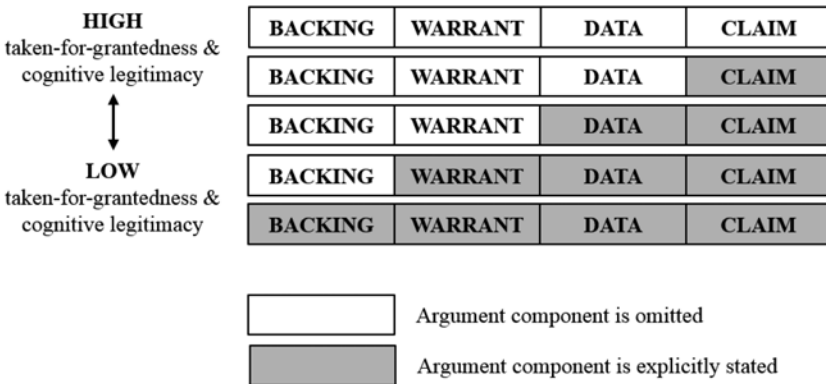 HIGH
taken-for-grantedness &
cognitive legitimacy
LOW
taken-for-grantedness &
cognitive legitimacy
BACKING WARRANT DATA CLAIM
BACKING WARRANT DATA CLAIM
BACKING WARRANT DATA CLAIM
BACKING WARRANT DATA CLAIM
BACKING WARRANT DATA CLAIM
Argument component is omitted
Argument component is explicitly stated